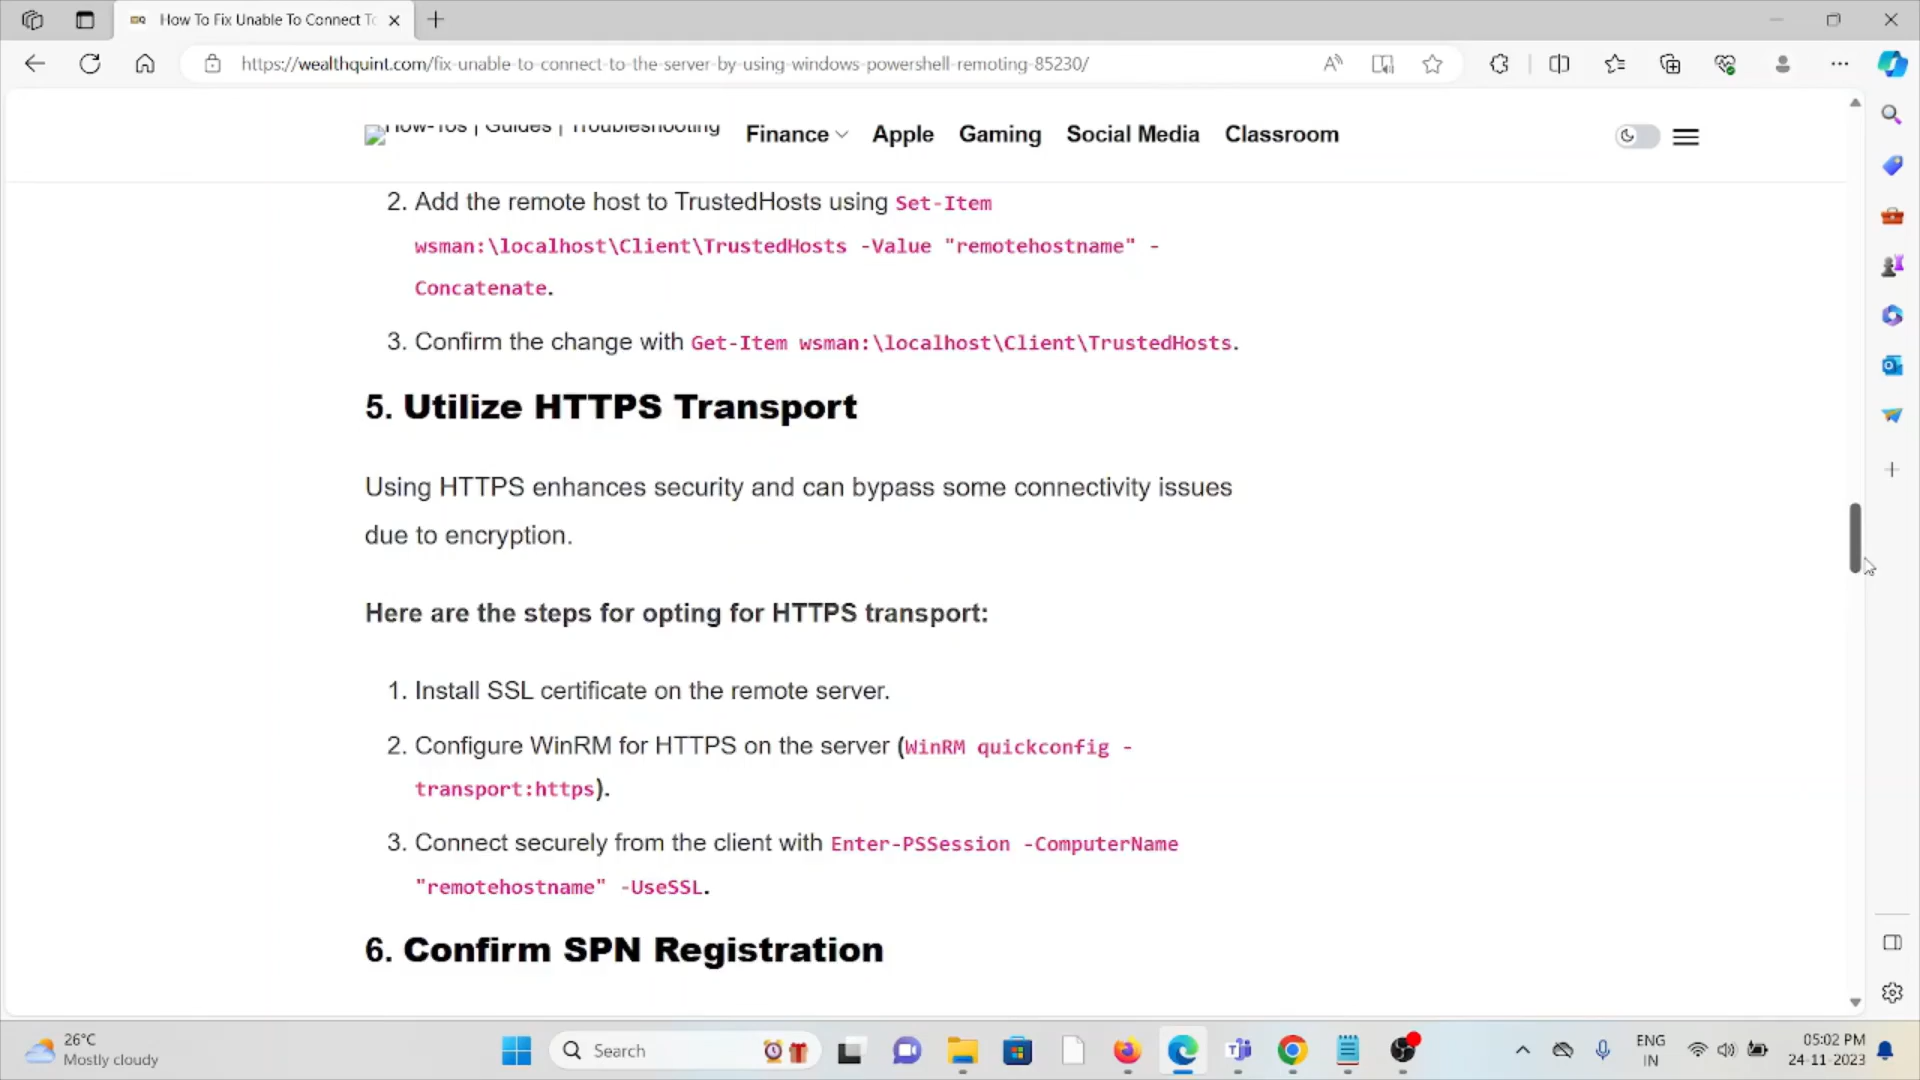 How To Fix Unable To Connect To
https://wealthquint.com/fix-unable-to-connect-to-the-server-by-using-windows-powershell-remoting-85230/
How-Tos | Guides | Troubleshooting
Finance Apple Gaming Social Media Classroom
2. Add the remote host to TrustedHosts using Set-Item
wsman:\localhost\Client\TrustedHosts -Value "remotehostname" -
Concatenate.
3. Confirm the change with Get-Item wsman:\localhost\Client\TrustedHosts.
5. Utilize HTTPS Transport
Using HTTPS enhances security and can bypass some connectivity issues
due to encryption.
Here are the steps for opting for HTTPS transport:
1. Install SSL certificate on the remote server.
2. Configure WinRM for HTTPS on the server (WinRM quickconfig -
transport:https).
3. Connect securely from the client with Enter-PSSession -ComputerName
"remotehostname" -UseSSL.
6. Confirm SPN Registration
26°C
Mostly cloudy
Search
ENG
IN
05:02 PM
24-11-2023